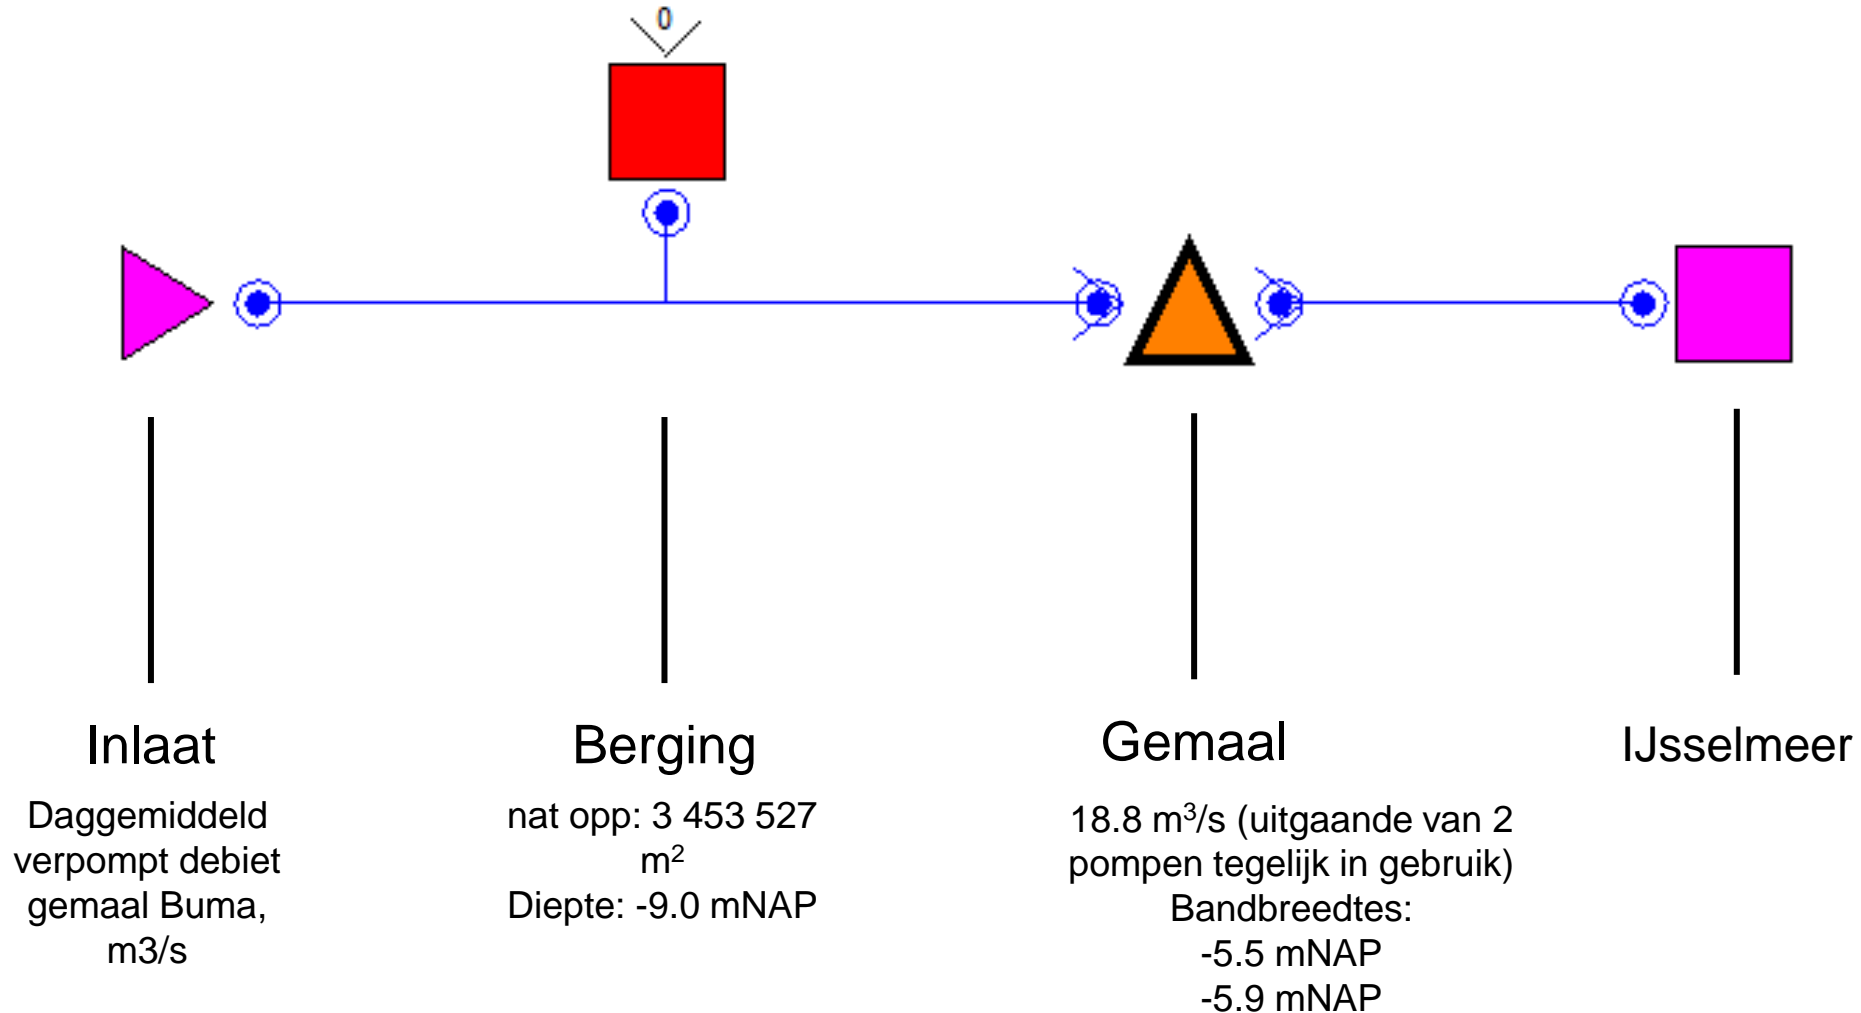 0
Inlaat
Daggemiddeld
verpompt debiet
gemaal Buma,
m3/s
Berging
nat opp: 3 453 527
m²
Diepte: -9.0 mNAP
Gemaal
18.8 m³/s (uitgaande van 2
pompen tegelijk in gebruik)
Bandbreedtes:
-5.5 mNAP
-5.9 mNAP
IJsselmeer